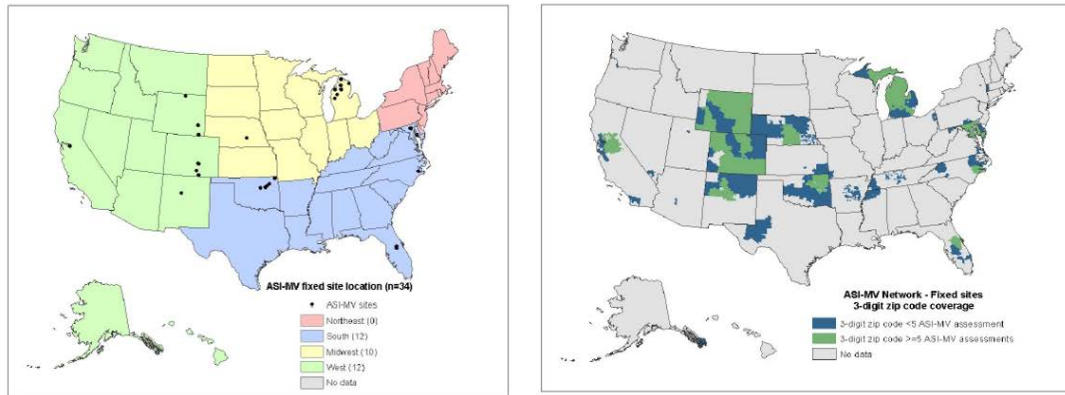 ASI-MV fixed site location (n=34)
ASI-MV sites
Northeast (0)
South (12)
Midwest (10)
West (12)
No data
ASI-MV Network - Fixed sites
3-digit zip code coverage
3-digit zip code <5 ASI-MV assessment
3-digit zip code >=5 ASI-MV assessments
No data